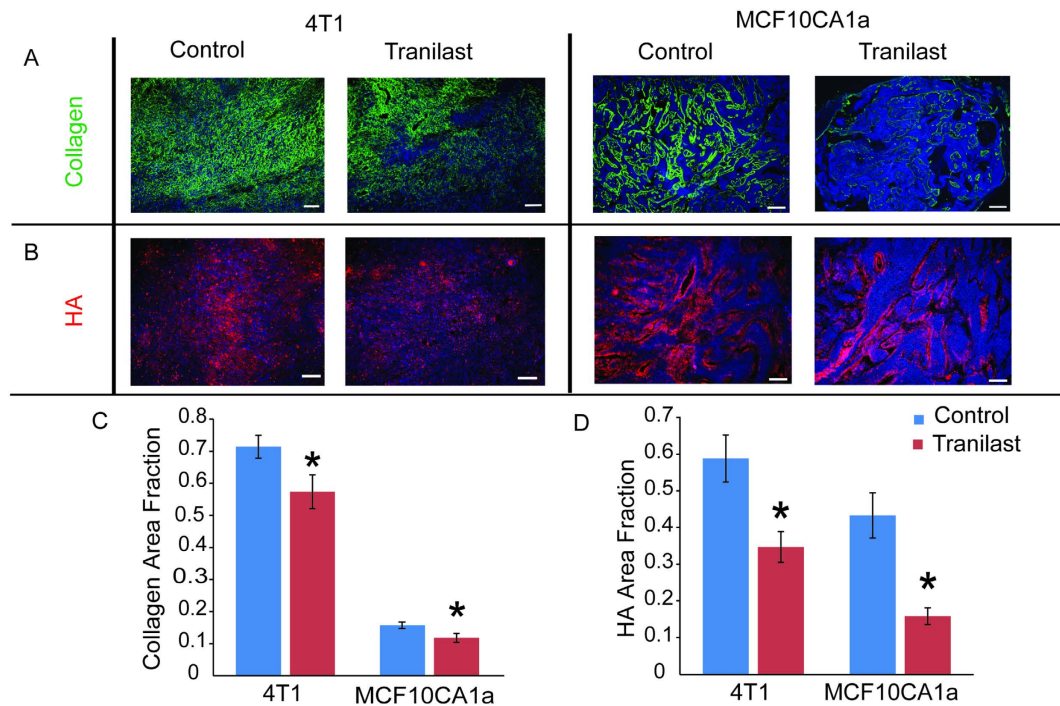 4T1
MCF10CA1a
Control
Tranilast
Control
Tranilast
A
Collagen
B
HA
C
Collagen Area Fraction
0.8
0.7
0.6
0.5
0.4
0.3
0.2
0.1
0
*
*
4T1
MCF10CA1a
D
HA Area Fraction
0.7
0.6
0.5
0.4
0.3
0.2
0.1
0
Control
Tranilast
*
*
4T1
MCF10CA1a